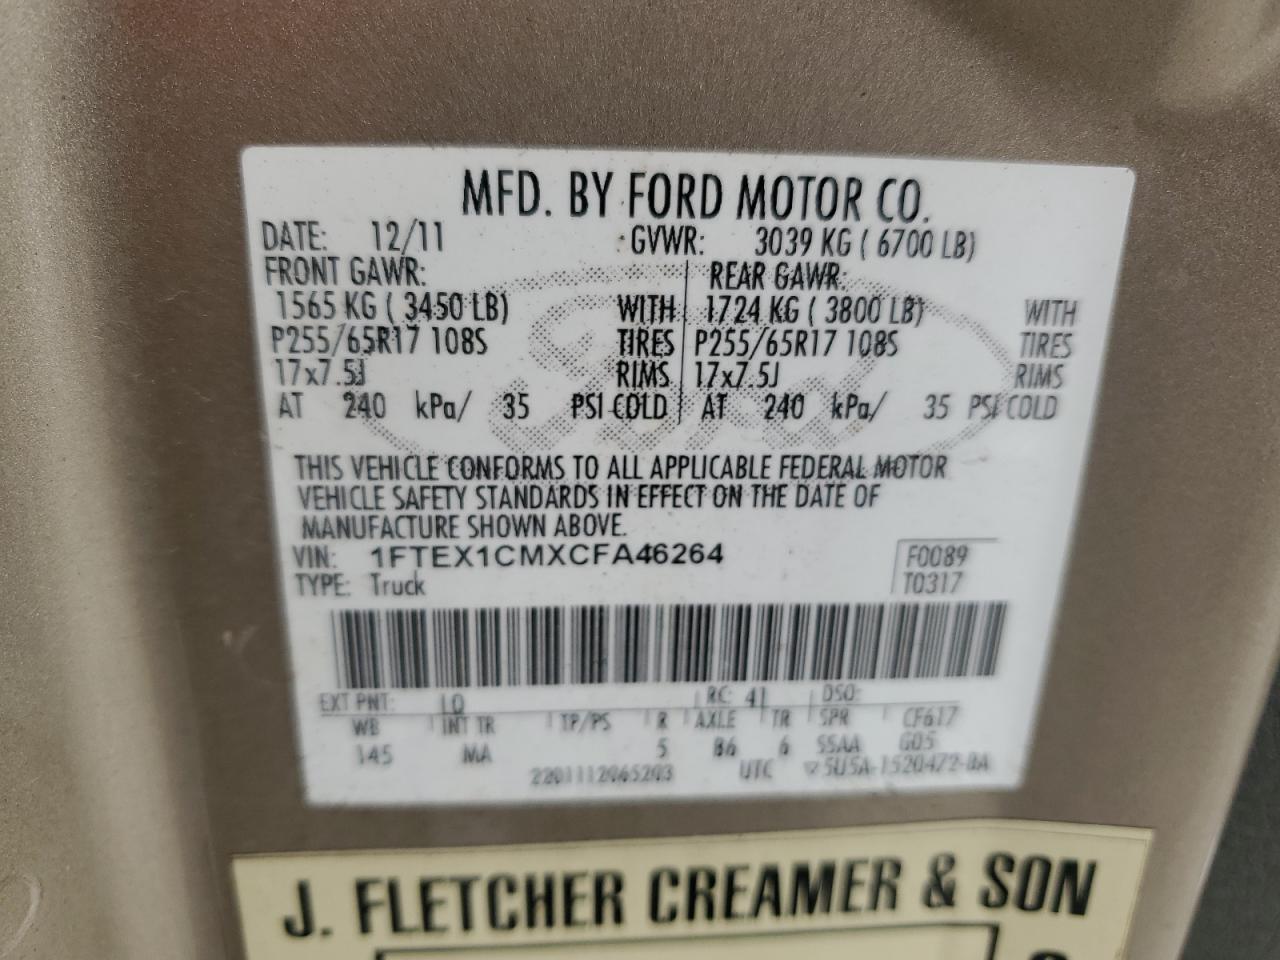 MFD. BY FORD MOTOR CO.
DATE: 12/11 GVWR: 3039 KG ( 6700 LB)
FRONT GAWR: REAR GAWR:
1565 KG ( 3450 LB) WITH 1724 KG ( 3800 LB) WITH
P255/65R17 108S TIRES P255/65R17 108S TIRES
17x7.5J RIMS 17x7.5J RIMS
AT 240 kPa/ 35 PSI COLD AT 240 kPa/ 35 PSI COLD
Ford
THIS VEHICLE CONFORMS TO ALL APPLICABLE FEDERAL MOTOR
VEHICLE SAFETY STANDARDS IN EFFECT ON THE DATE OF
MANUFACTURE SHOWN ABOVE.
VIN: 1FTEX1CMXCFA46264 F0089
TYPE: Truck T0317
EXT PNT: LQ RC: 41 DSO:
WB INT TR TP/PS R AXLE TR SPR CF617
145 MA 5 B6 6 SSAA G05
2201112065203 UTC 5U5A-1520472-BA
J. FLETCHER CREAMER & SON